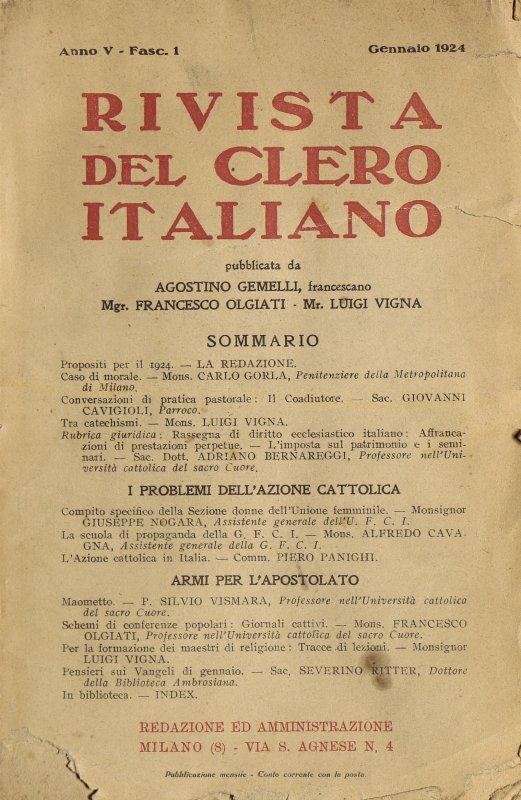 Anno V - Fasc. 1
Gennaio 1924
RIVISTA
DEL CLERO
ITALIANO
pubblicata da
AGOSTINO GEMELLI, francescano
Mgr. FRANCESCO OLGIATI - Mr. LUIGI VIGNA
SOMMARIO
Propositi per il 1924. — LA REDAZIONE.
Caso di morale. — Mons. CARLO GORLA, Penitenziere della Metropolitana
di Milano.
Conversazioni di pratica pastorale: Il Coadiutore. — Sac. GIOVANNI
CAVIGIOLI, Parroco.
Tra catechismi. — Mons. LUIGI VIGNA.
Rubrica giuridica: Rassegna di diritto ecclesiastico italiano: Affranca-
zioni di prestazioni perpetue. — L'imposta sul patrimonio e i semi-
nari. — Sac. Dott. ADRIANO BERNAREGGI, Professore nell'Uni-
versità cattolica del sacro Cuore.
I PROBLEMI DELL'AZIONE CATTOLICA
Compito specifico della Sezione donne dell'Unione femminile. — Monsignor
GIUSEPPE NOGARA, Assistente generale dell'U. F. C. I.
La scuola di propaganda della G. F. C. I. — Mons. ALFREDO CAVA-
GNA, Assistente generale della G. F. C. I.
L'Azione cattolica in Italia. — Comm. PIERO PANIGHI.
ARMI PER L'APOSTOLATO
Maometto. — P. SILVIO VISMARA, Professore nell'Università cattolica
del sacro Cuore.
Schemi di conferenze popolari: Giornali cattivi. — Mons. FRANCESCO
OLGIATI, Professore nell'Università cattolica del sacro Cuore.
Per la formazione dei maestri di religione: Tracce di lezioni. — Monsignor
LUIGI VIGNA.
Pensieri sui Vangeli di gennaio. — Sac. SEVERINO RITTER, Dottore
della Biblioteca Ambrosiana.
In biblioteca. — INDEX.
REDAZIONE ED AMMINISTRAZIONE
MILANO (8) - VIA S. AGNESE N. 4
Pubblicazione mensile - Conto corrente con la posta